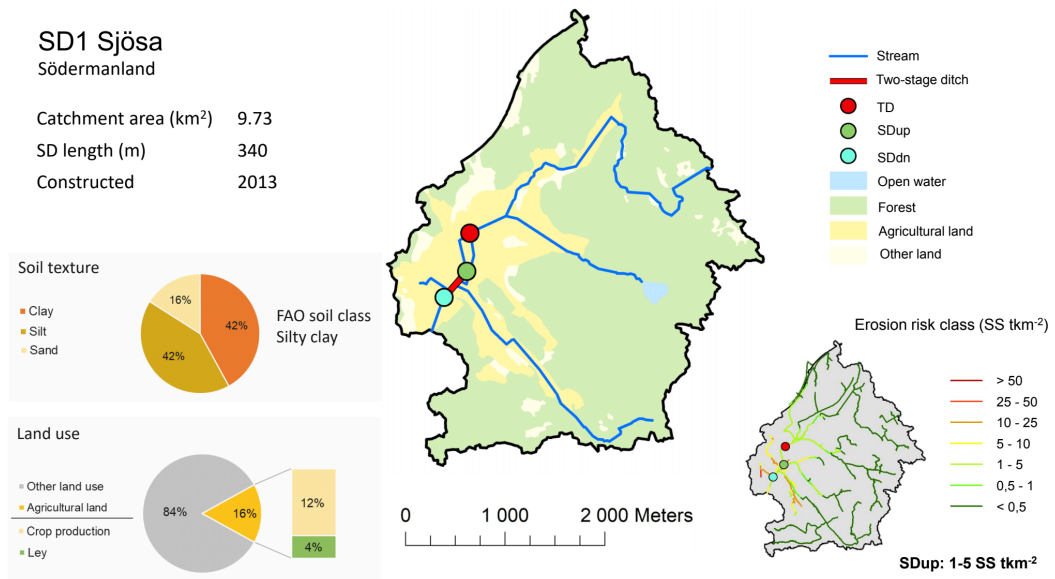 SD1 Sjösa
Södermanland
Catchment area (km²) 9.73
SD length (m) 340
Constructed 2013
Stream
Two-stage ditch
TD
SDup
SDdn
Open water
Forest
Agricultural land
Other land
Soil texture
Clay
Silt
Sand
16%
42%
42%
FAO soil class
Silty clay
Land use
Other land use
Agricultural land
Crop production
Ley
84%
16%
12%
4%
0 1 000 2 000 Meters
Erosion risk class (SS tkm⁻²)
> 50
25 - 50
10 - 25
5 - 10
1 - 5
0,5 - 1
< 0,5
SDup: 1-5 SS tkm⁻²